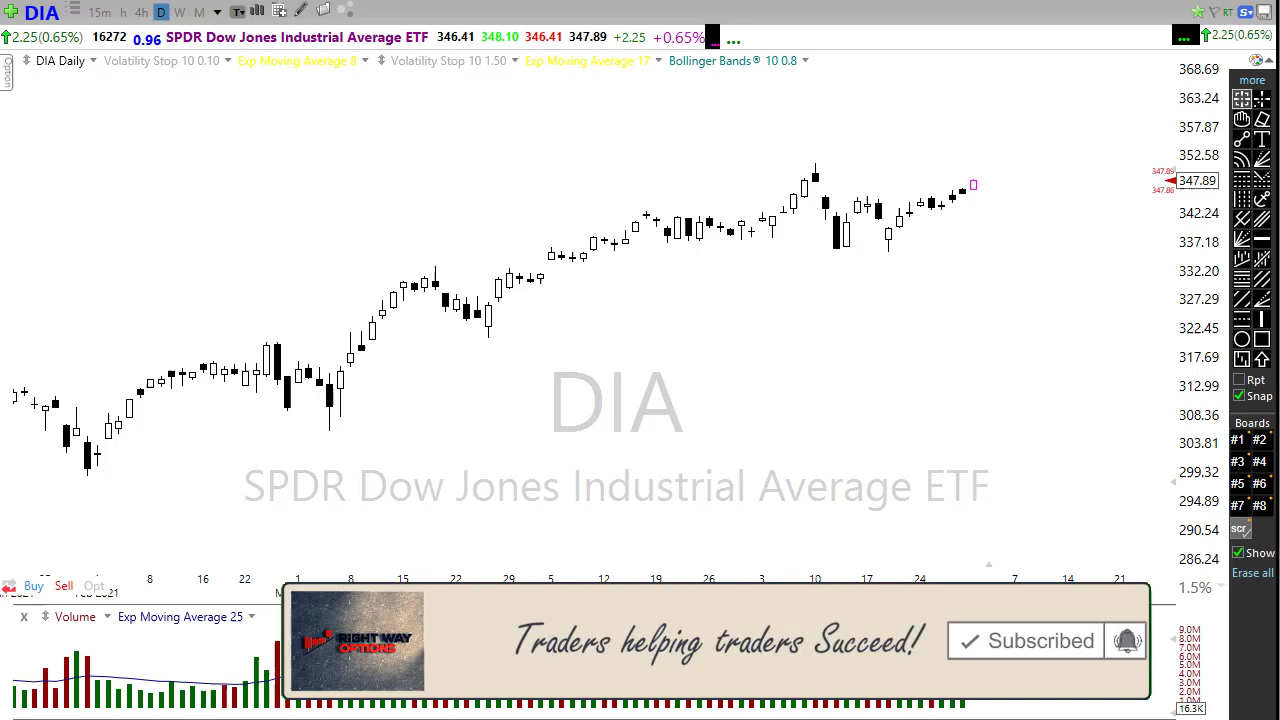 DIA 15m h 4h D W M T RT S
2.25(0.65%) 16272 0.96 SPDR Dow Jones Industrial Average ETF 346.41 348.10 346.41 347.89 +2.25 +0.65% ... ... 2.25(0.65%)
Option DIA Daily Volatility Stop 10 0.10 Exp Moving Average 8 Volatility Stop 10 1.50 Exp Moving Average 17 Bollinger Bands® 10 0.8
368.69
more
363.24
357.87
352.58
347.89
347.89
347.86
342.24
337.18
332.20
327.29
322.45
317.69
312.99
Rpt
Snap
308.36
303.81
299.32
294.89
290.54
286.24
Boards
#1 #2
#3 #4
#5 #6
#7 #8
scr
Show
Erase all
DIA
SPDR Dow Jones Industrial Average ETF
8 16 22 1 8 15 22 29 5 12 19 26 3 10 17 24 7 14 21
Buy Sell Opt 1.5%
2021
x Volume Exp Moving Average 25
RIGHT WAY
OPTIONS
Traders helping traders Succeed!
Subscribed
9.0M
8.0M
7.0M
6.0M
5.0M
4.0M
3.0M
2.0M
1.0M
16.3K